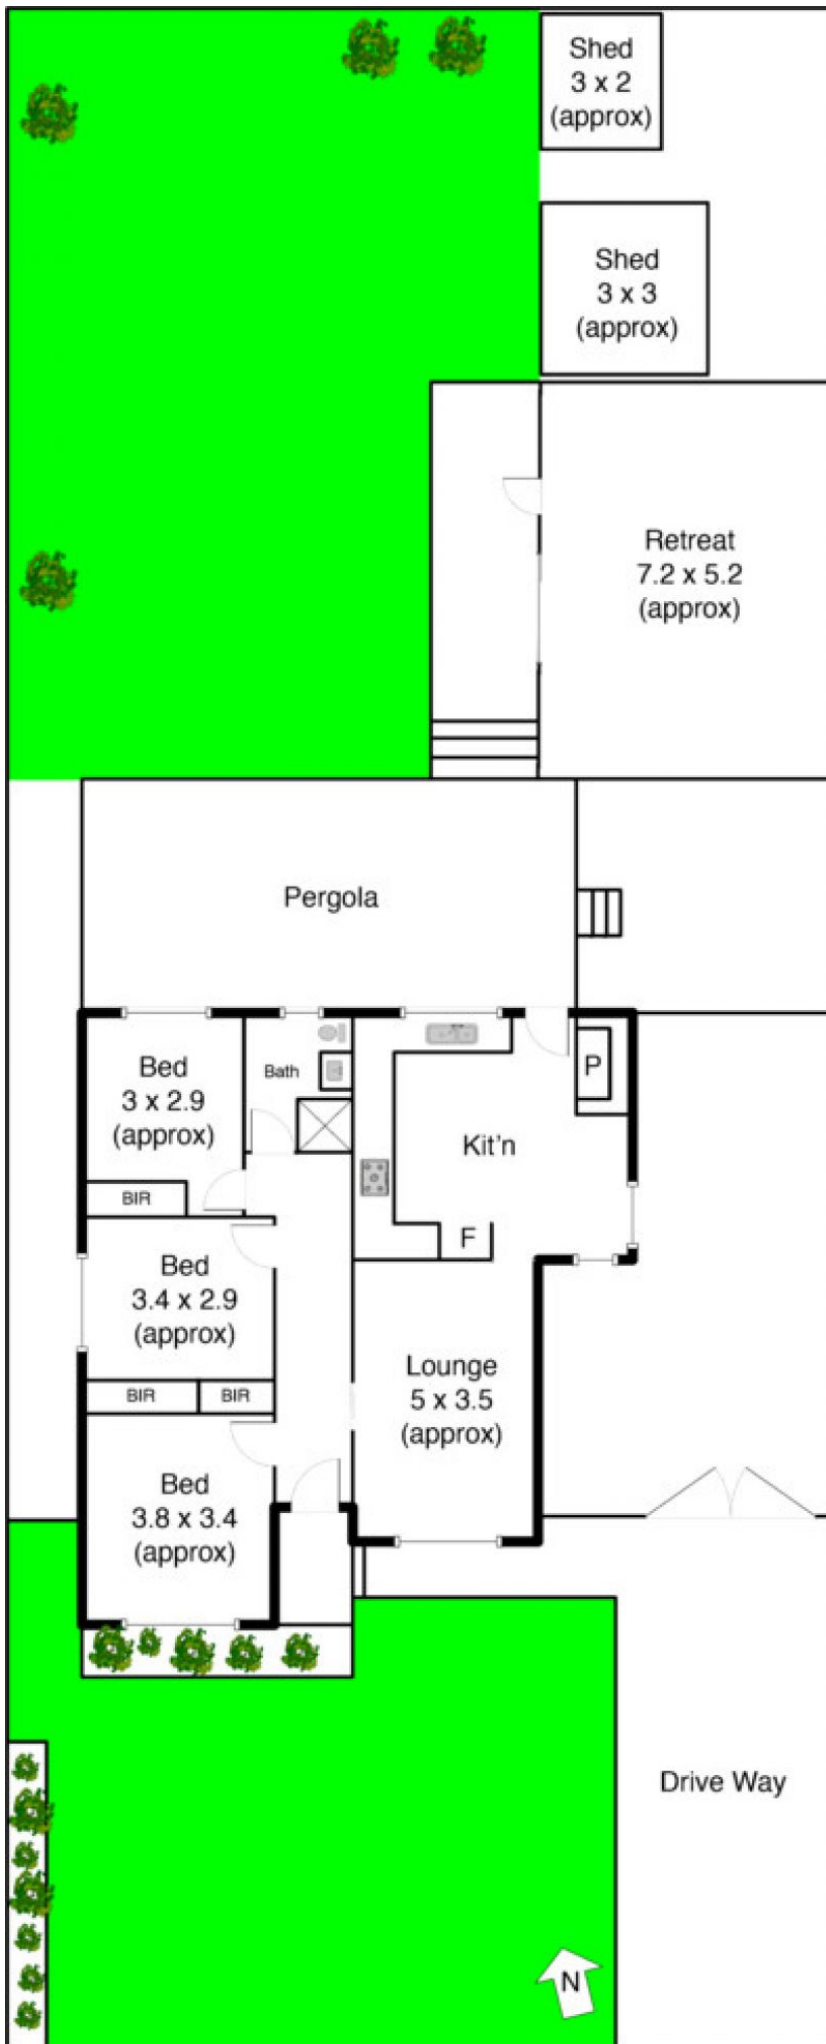 Shed
3 x 2
(approx)
Shed
3 x 3
(approx)
Retreat
7.2 x 5.2
(approx)
Pergola
Bed
3 x 2.9
(approx)
Bath
P
Kit'n
BIR
F
Bed
3.4 x 2.9
(approx)
BIR
BIR
Lounge
5 x 3.5
(approx)
Bed
3.8 x 3.4
(approx)
Drive Way
N